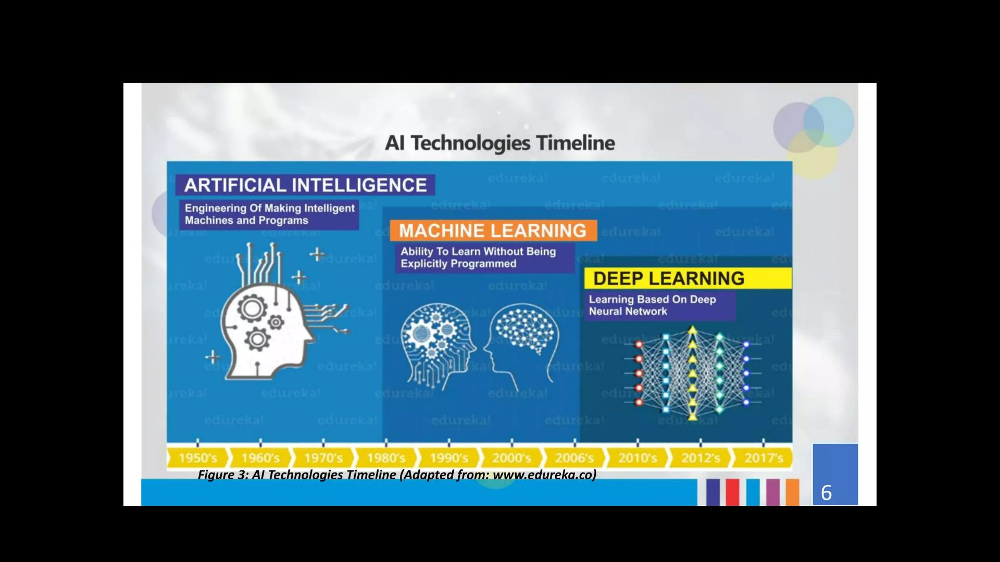 AI Technologies Timeline
ARTIFICIAL INTELLIGENCE
Engineering Of Making Intelligent
Machines and Programs
MACHINE LEARNING
Ability To Learn Without Being
Explicitly Programmed
DEEP LEARNING
Learning Based On Deep
Neural Network
edureka!
1950's 1960's 1970's 1980's 1990's 2000's 2006's 2010's 2012's 2017's
Figure 3: AI Technologies Timeline (Adapted from: www.edureka.co)
6